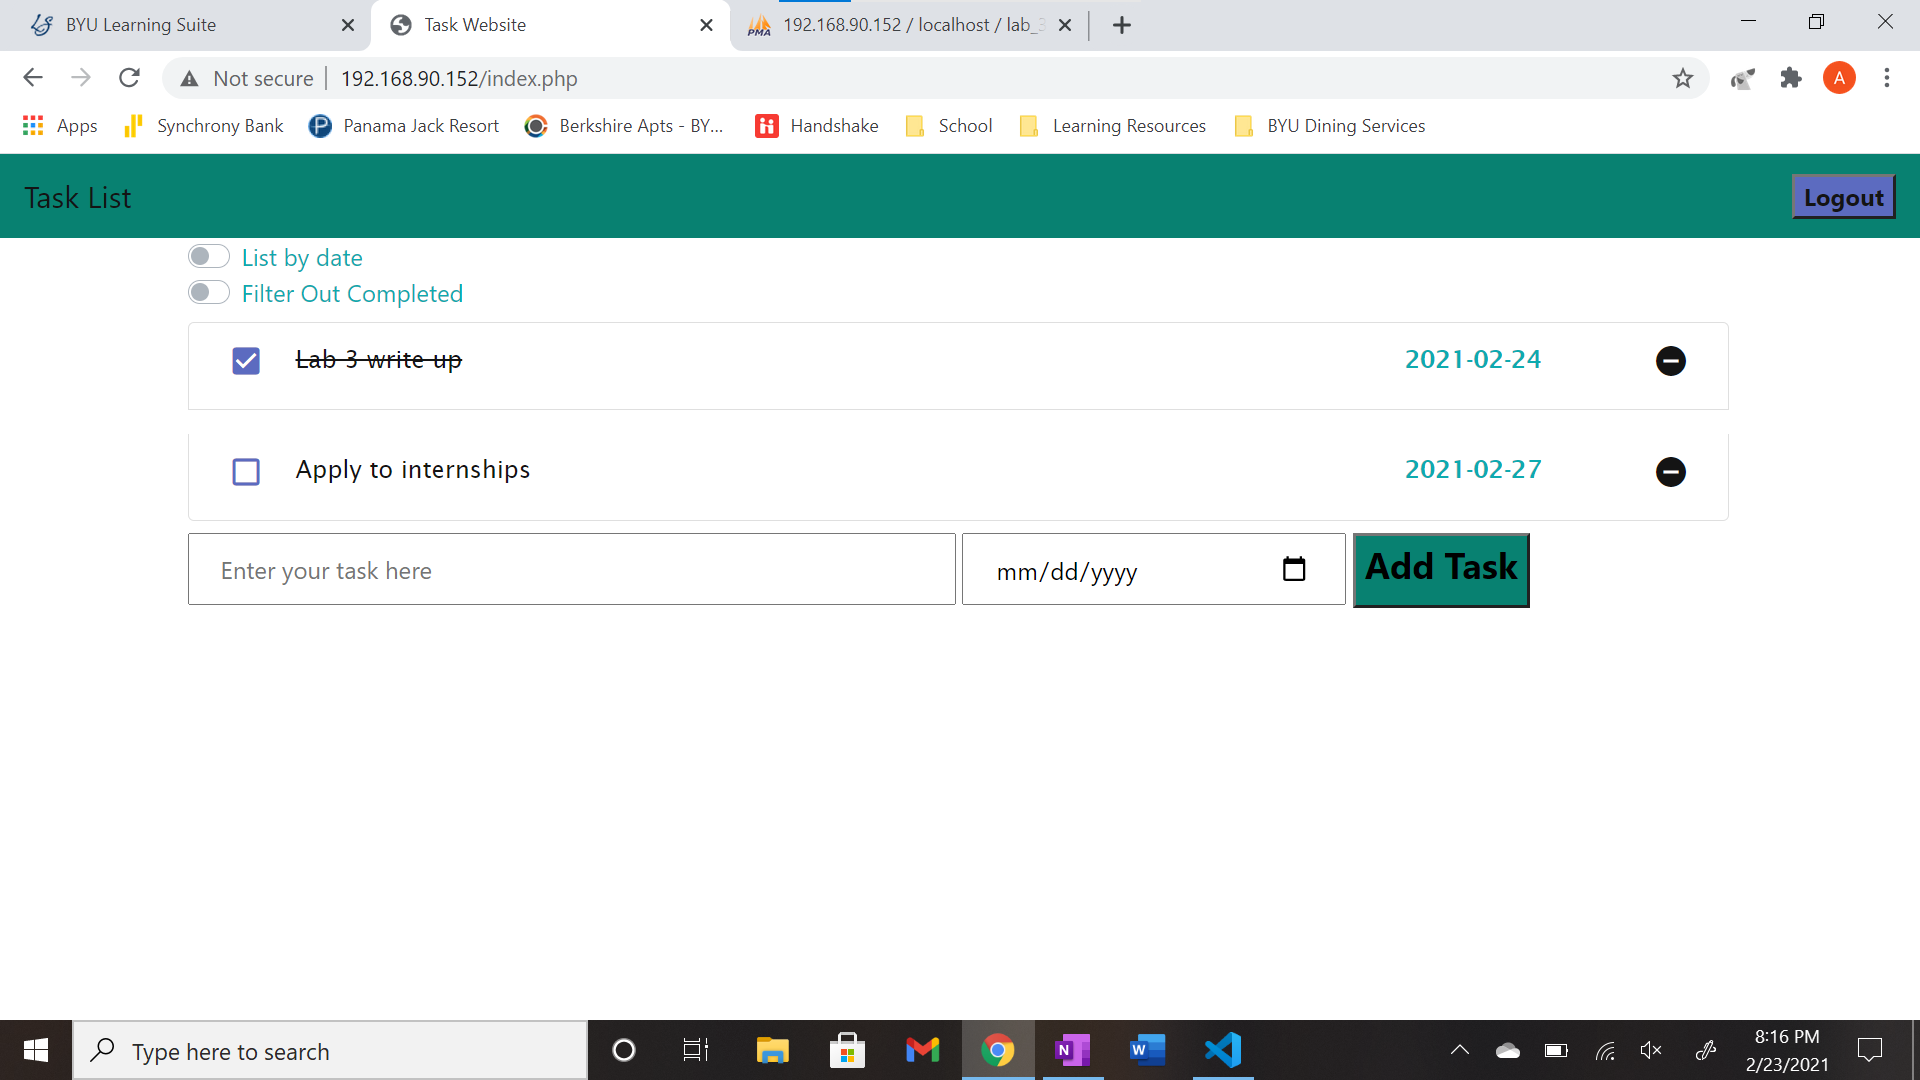 BYU Learning Suite
Task Website
192.168.90.152 / localhost / lab_3
Not secure
192.168.90.152/index.php
A
Apps
Synchrony Bank
Panama Jack Resort
Berkshire Apts - BY...
Handshake
School
Learning Resources
BYU Dining Services
Task List
Logout
List by date
Filter Out Completed
Lab 3 write up
2021-02-24
Apply to internships
2021-02-27
Enter your task here
mm/dd/yyyy
Add Task
Type here to search
8:16 PM
2/23/2021